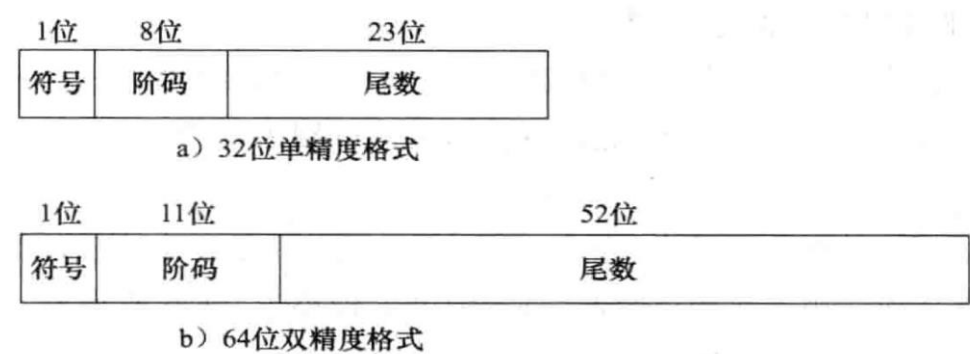 1位 8位 23位
符号 阶码 尾数
a）32位单精度格式
1位 11位 52位
符号 阶码 尾数
b）64位双精度格式